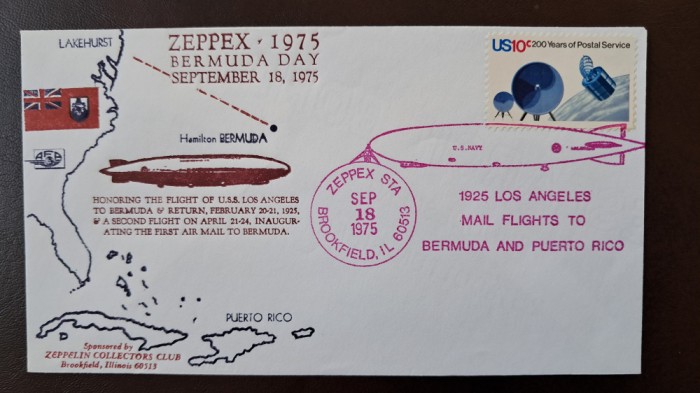 LAKEHURST
ZEPPEX - 1975
BERMUDA DAY
SEPTEMBER 18, 1975
Hamilton BERMUDA
HONORING THE FLIGHT OF U.S.S. LOS ANGELES
TO BERMUDA & RETURN, FEBRUARY 20-21, 1925,
& A SECOND FLIGHT ON APRIL 21-24, INAUGUR-
ATING THE FIRST AIR MAIL TO BERMUDA.
PUERTO RICO
Sponsored by
ZEPPELIN COLLECTORS CLUB
Brookfield, Illinois 60513
US10c 200 Years of Postal Service
U.S. NAVY
ZEPPEX STA
SEP
18
1975
BROOKFIELD, IL 60513
1925 LOS ANGELES
MAIL FLIGHTS TO
BERMUDA AND PUERTO RICO